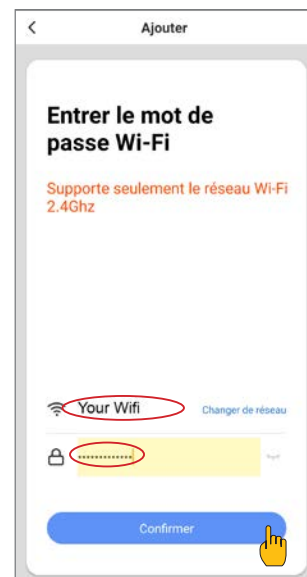 Ajouter
Entrer le mot de
passe Wi-Fi
Supporte seulement le réseau Wi-Fi
2.4Ghz
Your Wifi
Changer de réseau
•••••••••••••
Confirmer